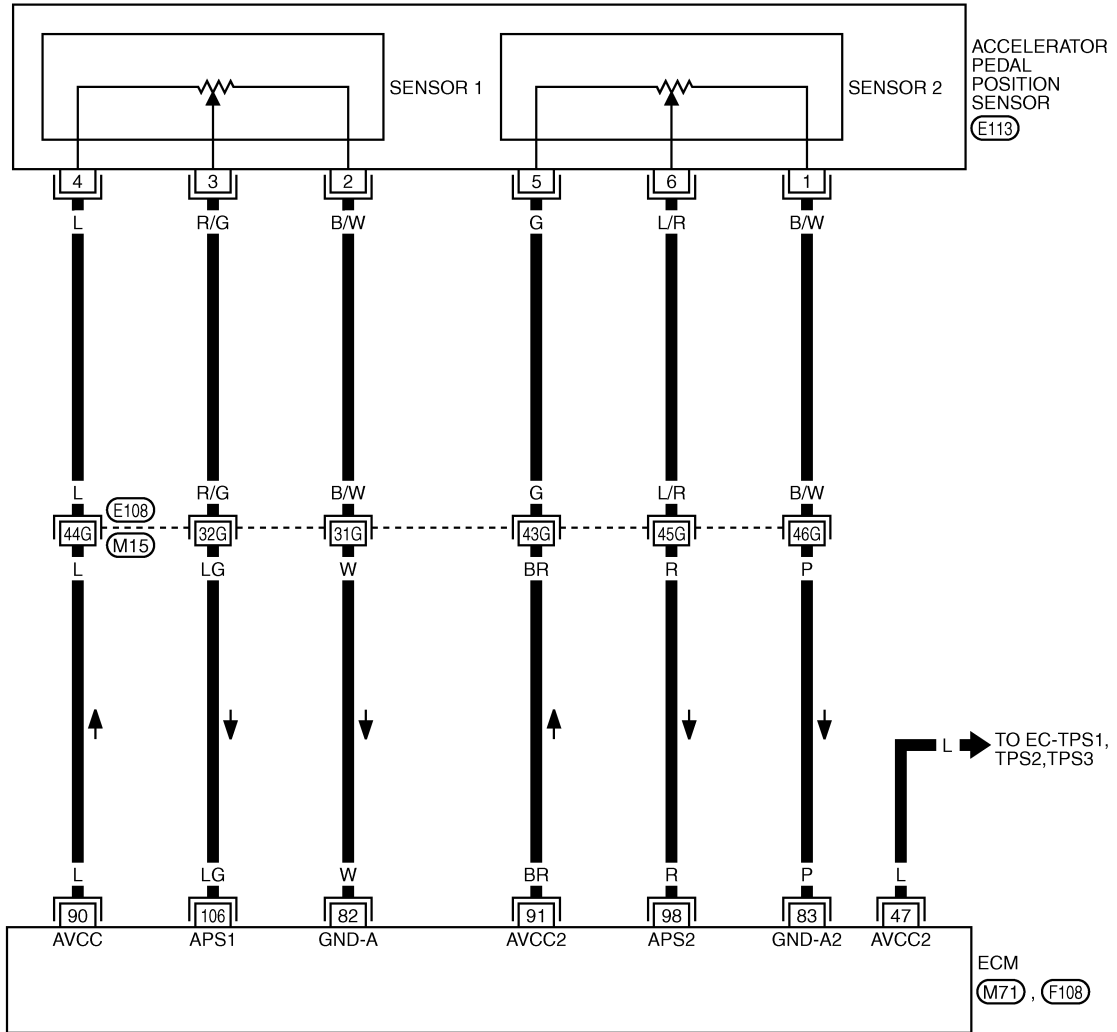 ACCELERATOR
PEDAL
POSITION
SENSOR
E113
SENSOR 1
SENSOR 2
4 3 2 5 6 1
L R/G B/W G L/R B/W
L R/G B/W G L/R B/W
E108
44G 32G 31G 43G 45G 46G
M15
L LG W BR R P
L TO EC-TPS1,
TPS2,TPS3
L LG W BR R P L
90 106 82 91 98 83 47
AVCC APS1 GND-A AVCC2 APS2 GND-A2 AVCC2
ECM
M71 , F108